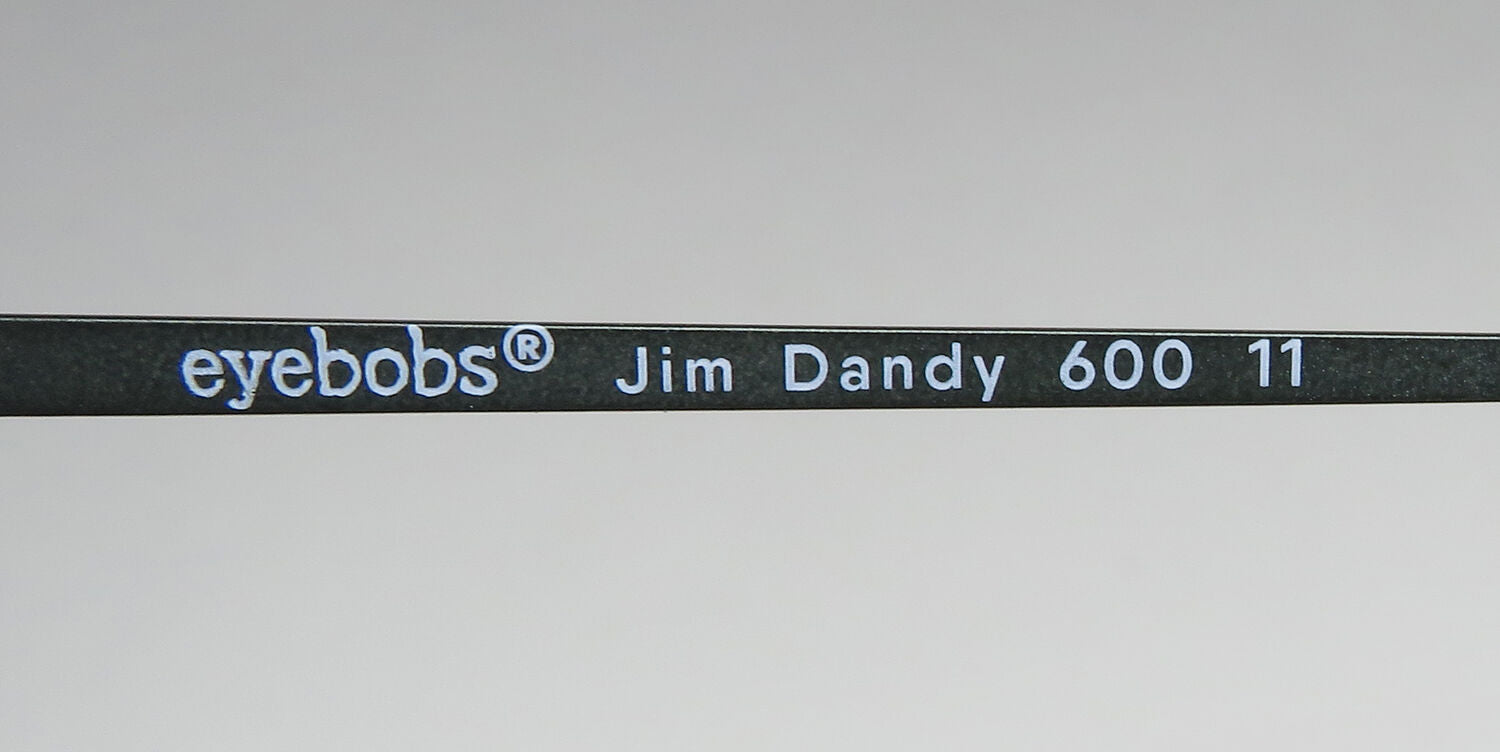 eyebobs® Jim Dandy 600 11